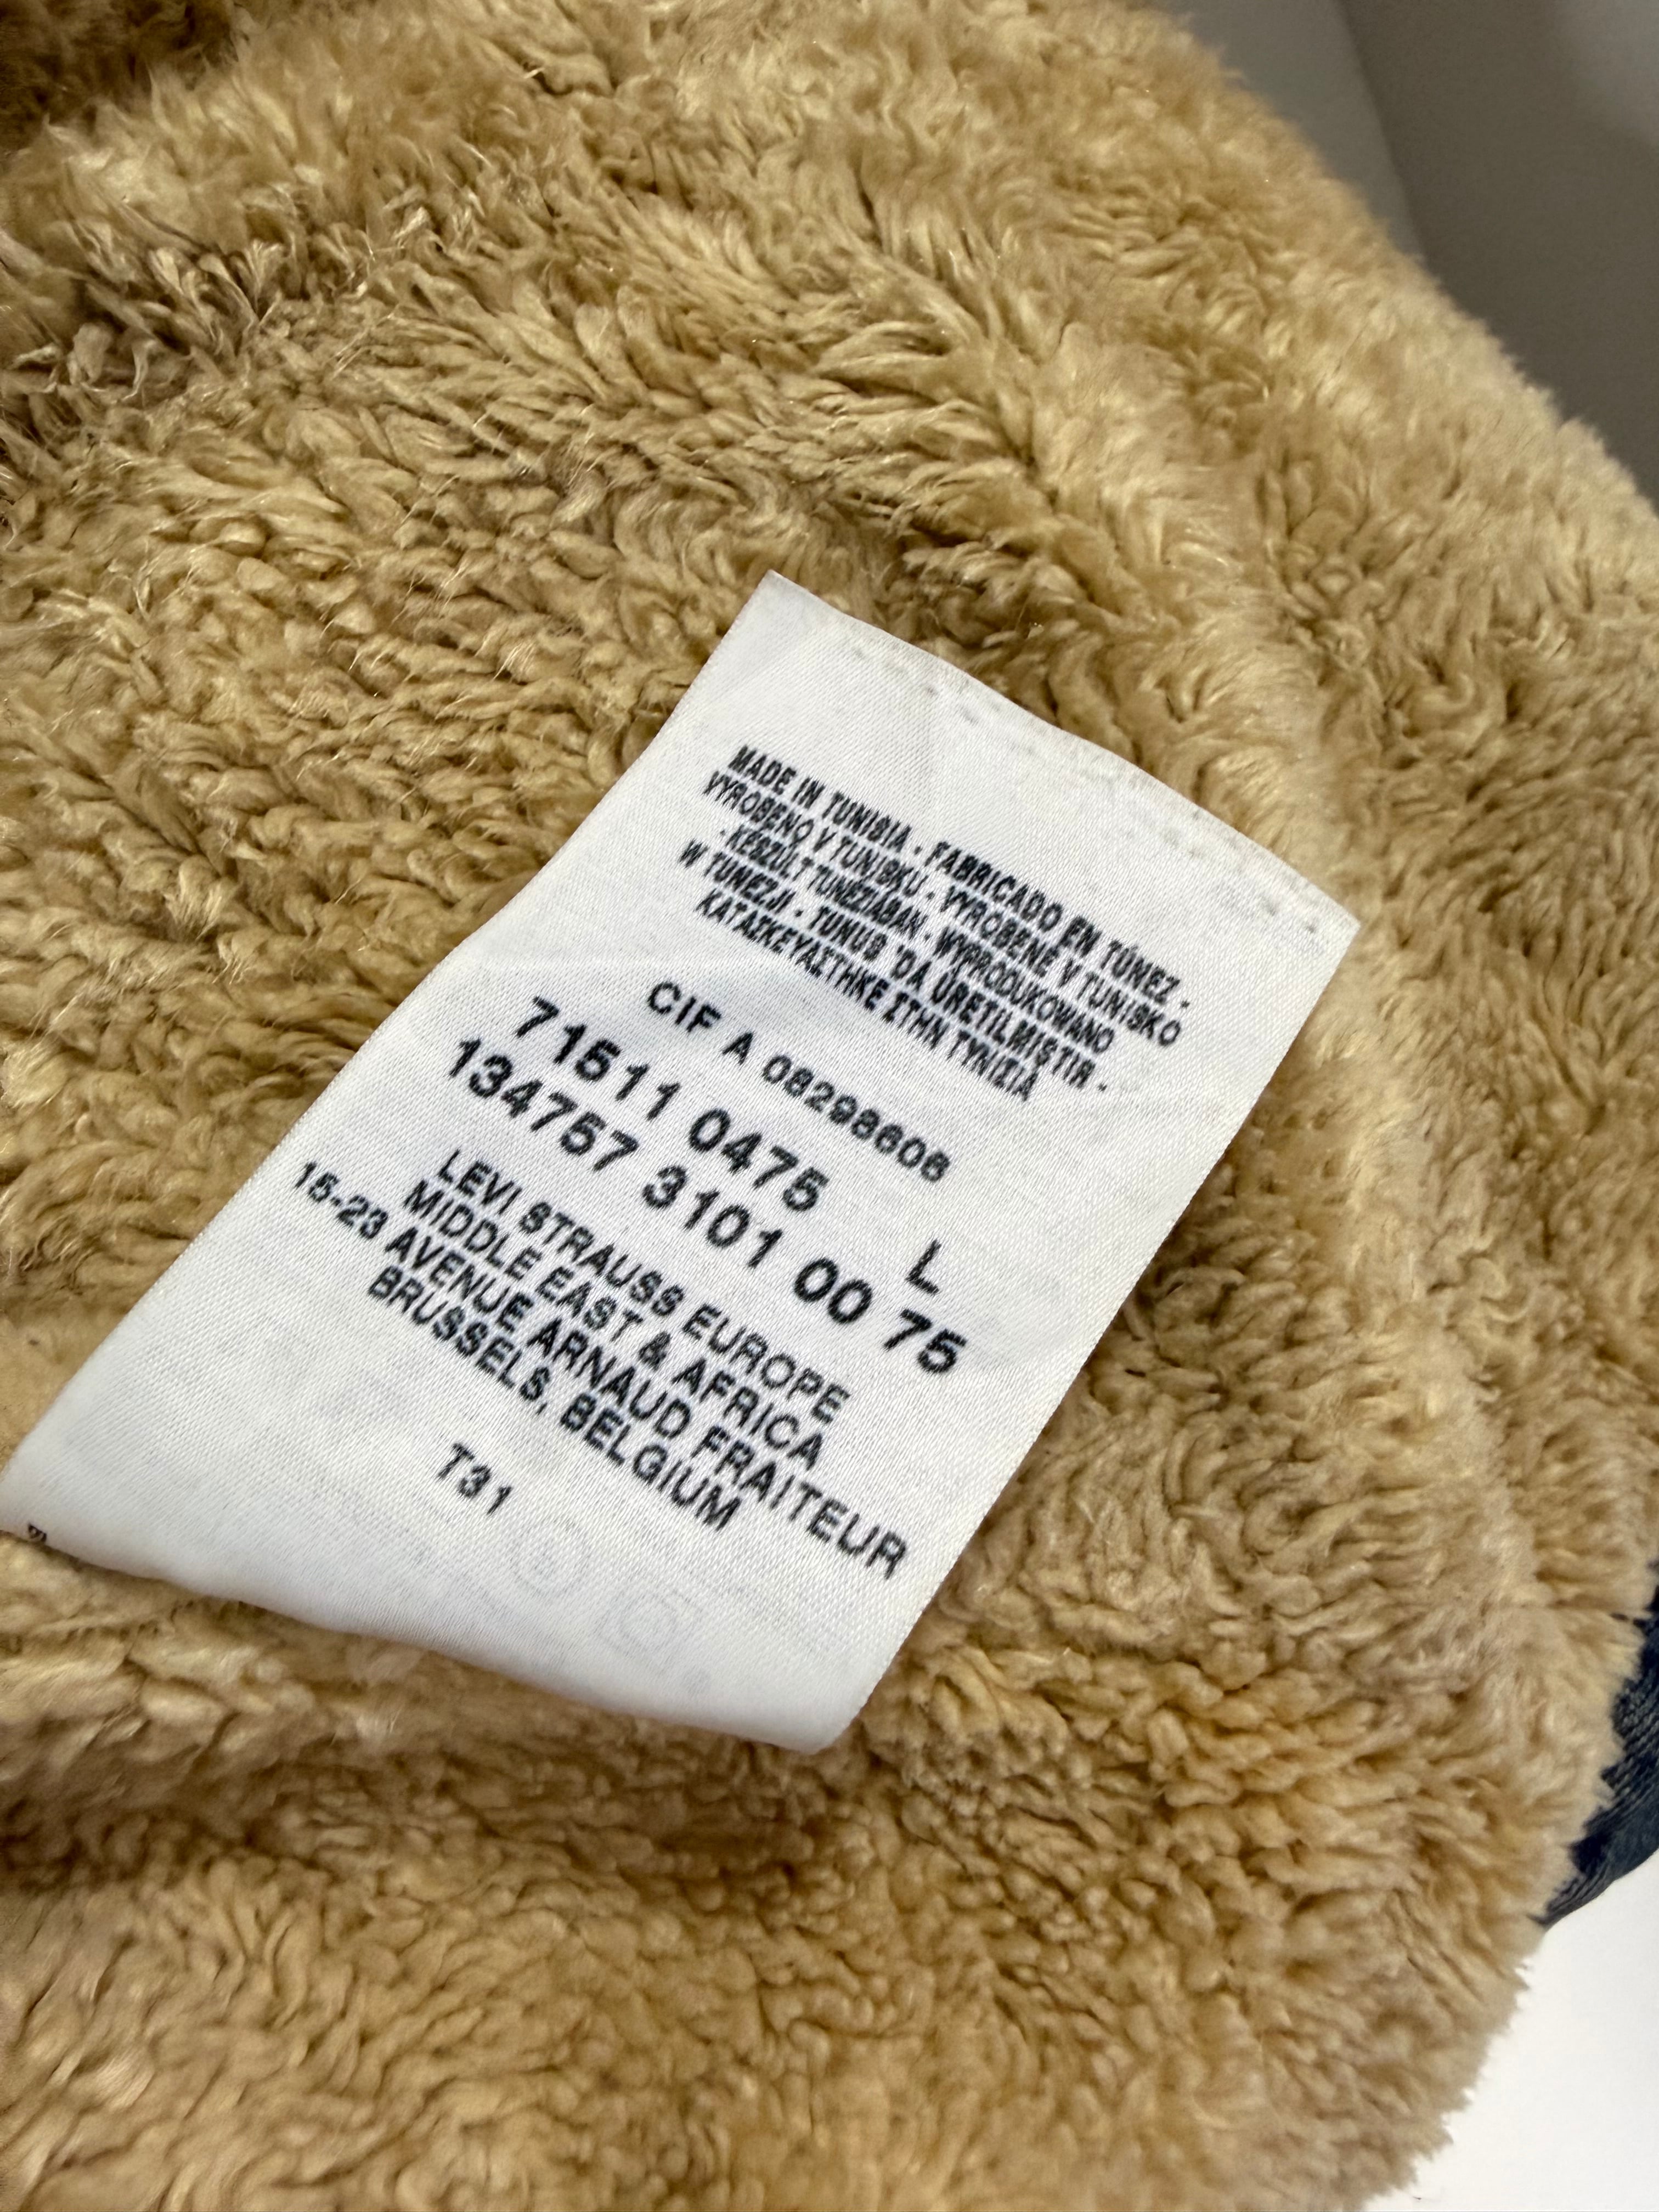 MADE IN TUNISIA - FABRICADO EN TÚNEZ -
VYROBENO V TUNISKU - VYROBENÉ V TUNISKO
- KÉSZÜLT TUNÉZIÁBAN - WYPRODUKOWANO
W TUNEZJI - TUNUS 'DA ÜRETILMISTIR -
ΚΑΤΑΣΚΕΥΑΣΤΗΚΕ ΣΤΗΝ ΤΥΝΙΣΙΑ
CIF A 08298606
71511 0475 L
134757 3101 00 75
LEVI STRAUSS EUROPE
MIDDLE EAST & AFRICA
15-23 AVENUE ARNAUD FRAITEUR
BRUSSELS, BELGIUM
T31